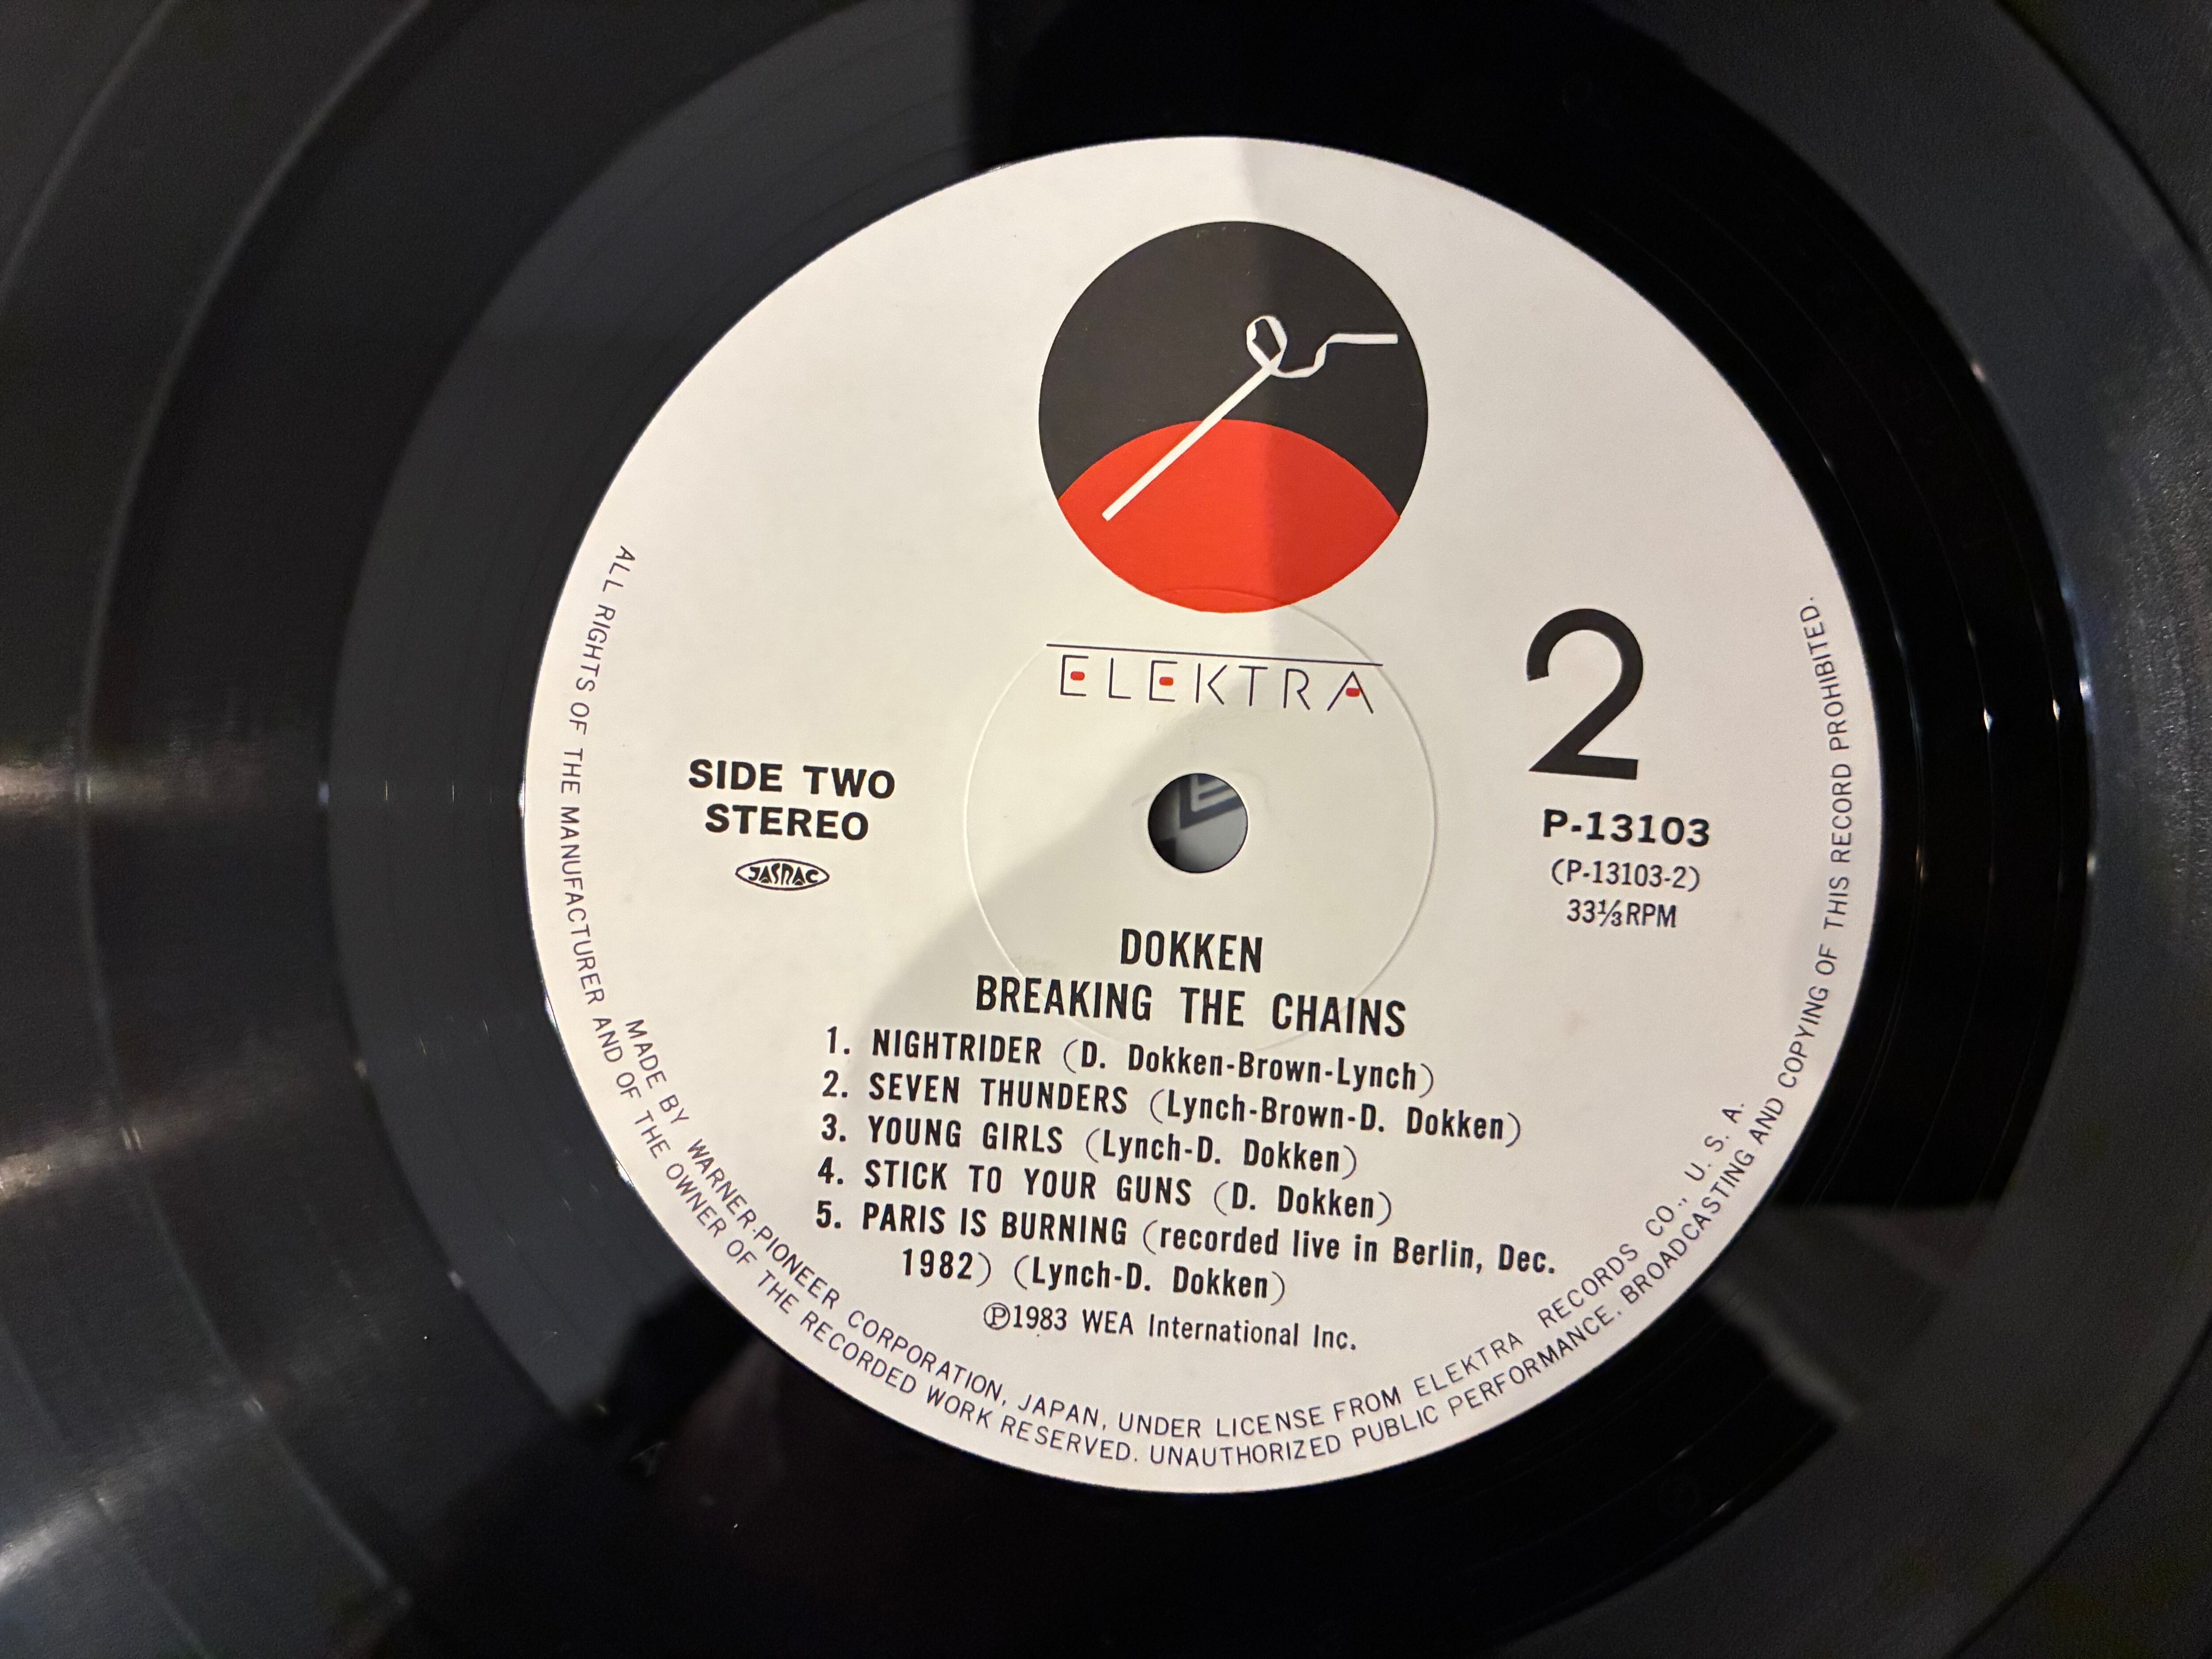 ELEKTRA
2
SIDE TWO
STEREO
JASRAC
P-13103
(P-13103-2)
33⅓RPM
DOKKEN
BREAKING THE CHAINS
1. NIGHTRIDER (D. Dokken-Brown-Lynch)
2. SEVEN THUNDERS (Lynch-Brown-D. Dokken)
3. YOUNG GIRLS (Lynch-D. Dokken)
4. STICK TO YOUR GUNS (D. Dokken)
5. PARIS IS BURNING (recorded live in Berlin, Dec.
1982) (Lynch-D. Dokken)
Ⓟ1983 WEA International Inc.
MADE BY WARNER-PIONEER CORPORATION, JAPAN, UNDER LICENSE FROM ELEKTRA RECORDS CO., U. S. A.
ALL RIGHTS OF THE MANUFACTURER AND OF THE OWNER OF THE RECORDED WORK RESERVED. UNAUTHORIZED PUBLIC PERFORMANCE. BROADCASTING AND COPYING OF THIS RECORD PROHIBITED.